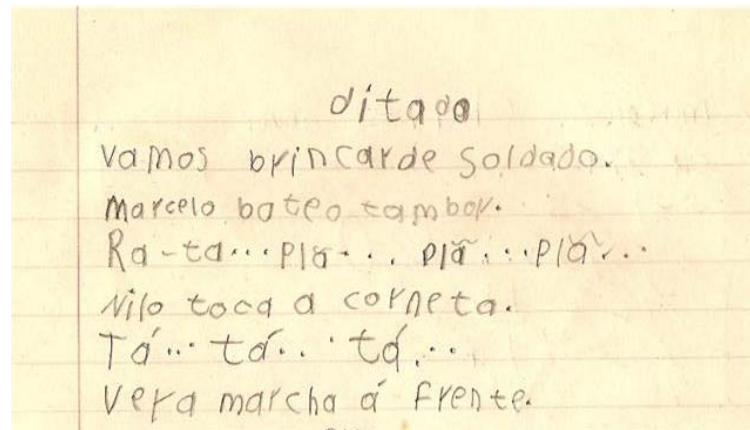 ditado
Vamos brincarde soldado.
Marcelo bateo tambor.
Ra-ta... Plã... plã... plã...
Nilo toca a corneta.
Tá... tá... tá...
Vera marcha á frente.